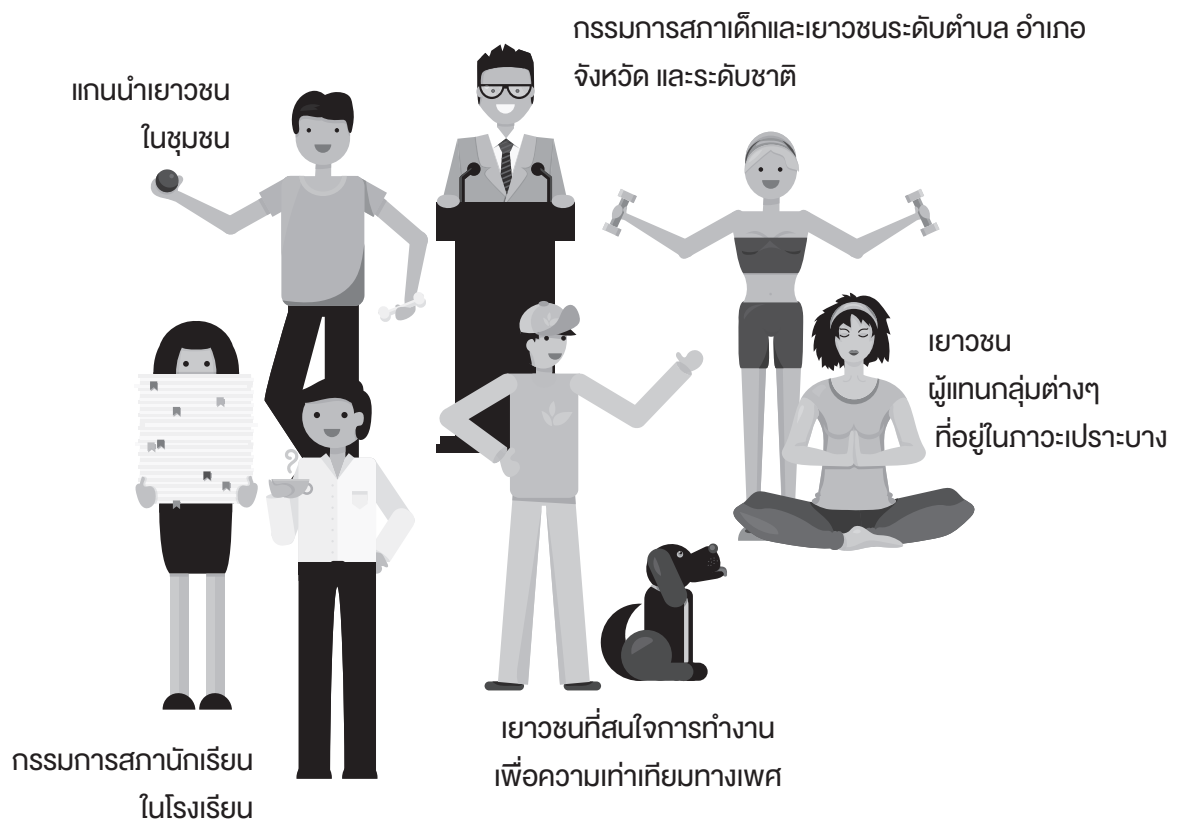 กรรมการสภาเด็กและเยาวชนระดับตำบล อำเภอ
จังหวัด และระดับชาติ
แกนนำเยาวชน
ในชุมชน
เยาวชน
ผู้แทนกลุ่มต่างๆ
ที่อยู่ในภาวะเปราะบาง
เยาวชนที่สนใจการทำงาน
เพื่อความเท่าเทียมทางเพศ
กรรมการสภานักเรียน
ในโรงเรียน